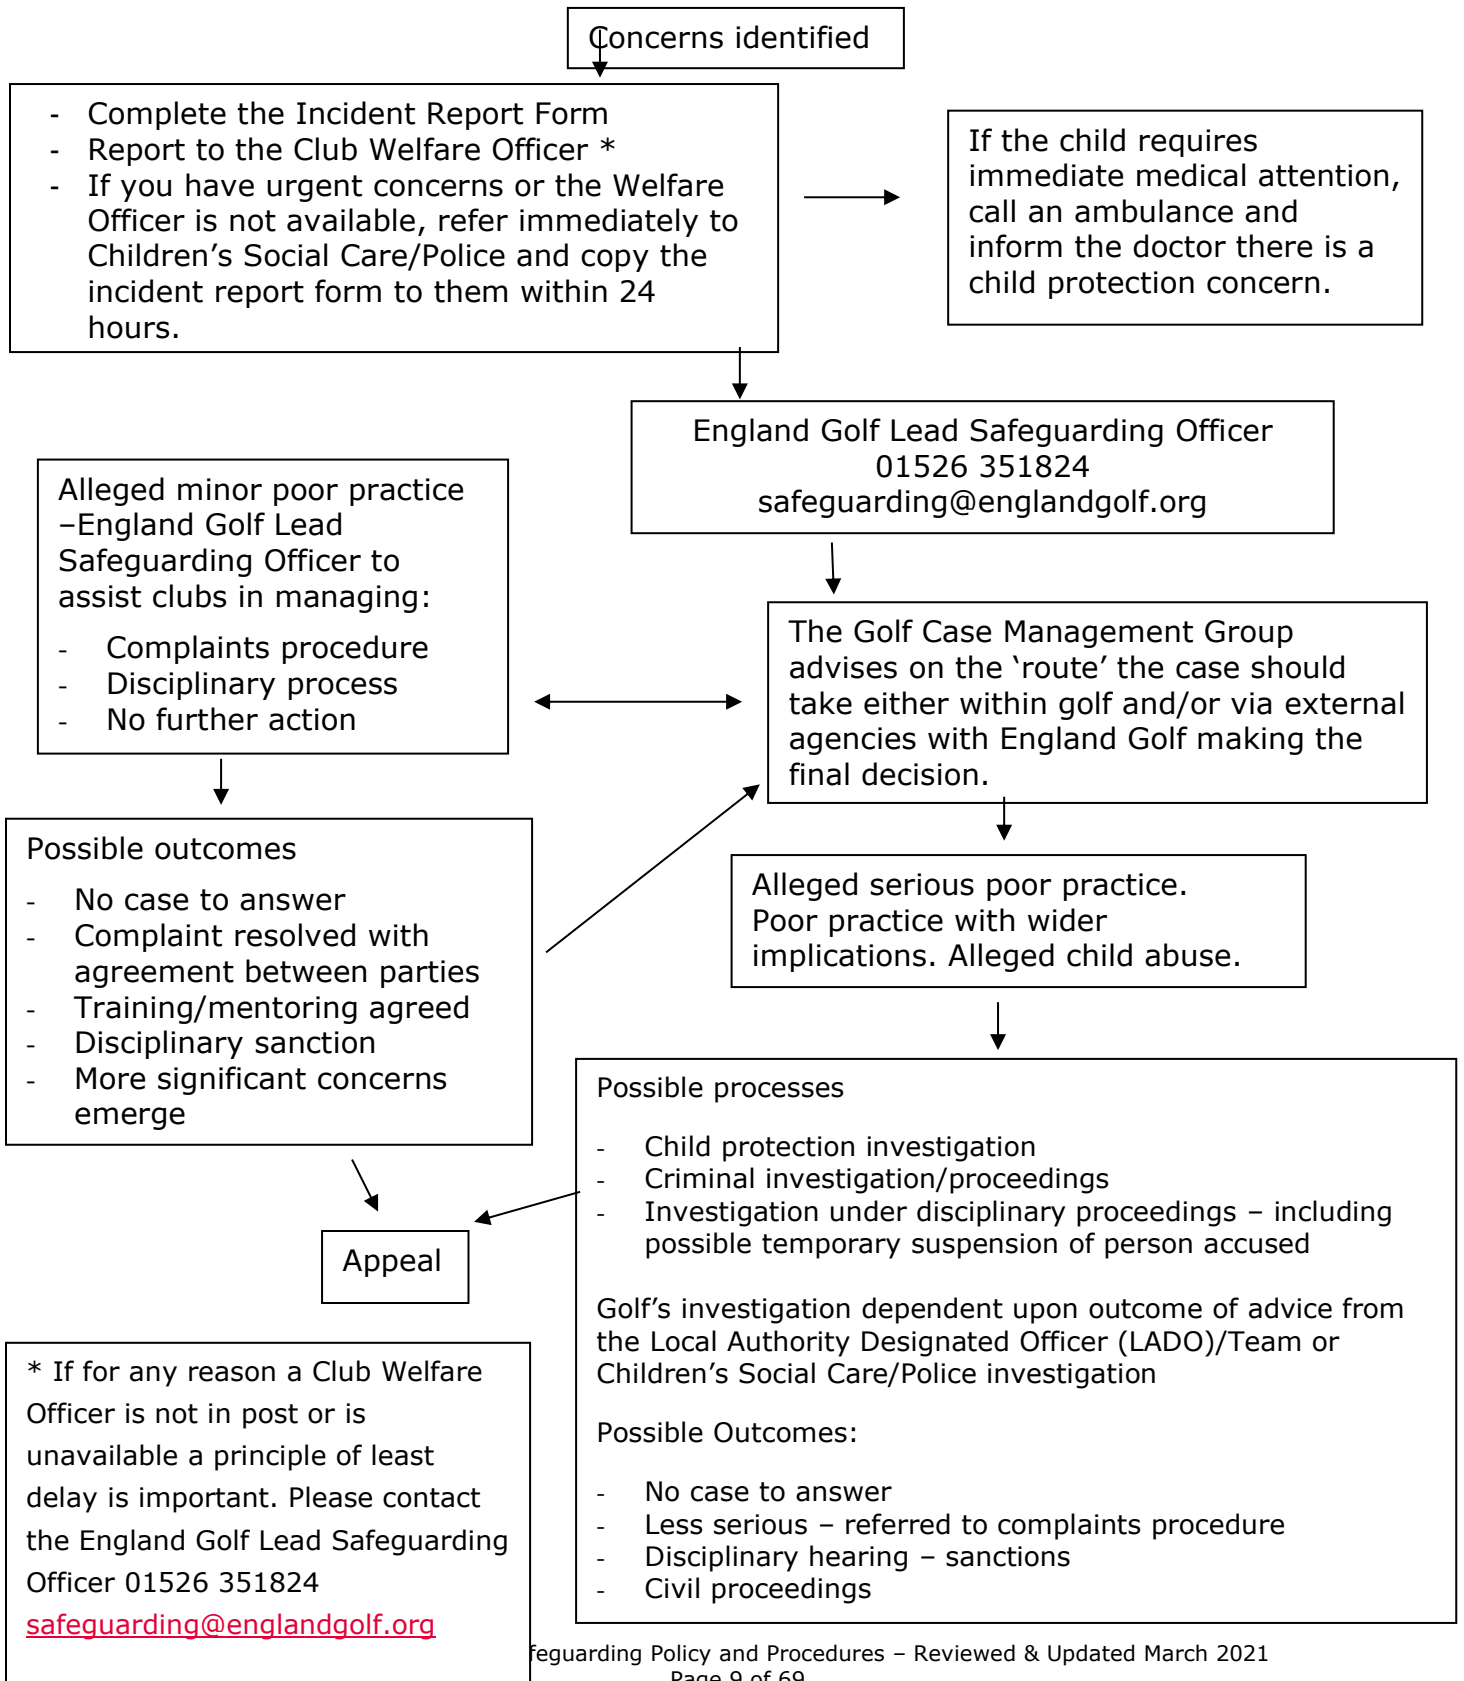 Concerns identified
- Complete the Incident Report Form
- Report to the Club Welfare Officer *
- If you have urgent concerns or the Welfare
Officer is not available, refer immediately to
Children’s Social Care/Police and copy the
incident report form to them within 24
hours.
If the child requires
immediate medical attention,
call an ambulance and
inform the doctor there is a
child protection concern.
England Golf Lead Safeguarding Officer
01526 351824
safeguarding@englandgolf.org
Alleged minor poor practice
–England Golf Lead
Safeguarding Officer to
assist clubs in managing:
- Complaints procedure
- Disciplinary process
- No further action
The Golf Case Management Group
advises on the ‘route’ the case should
take either within golf and/or via external
agencies with England Golf making the
final decision.
Possible outcomes
- No case to answer
- Complaint resolved with
agreement between parties
- Training/mentoring agreed
- Disciplinary sanction
- More significant concerns
emerge
Alleged serious poor practice.
Poor practice with wider
implications. Alleged child abuse.
Possible processes
- Child protection investigation
- Criminal investigation/proceedings
- Investigation under disciplinary proceedings – including
possible temporary suspension of person accused
Golf’s investigation dependent upon outcome of advice from
the Local Authority Designated Officer (LADO)/Team or
Children’s Social Care/Police investigation
Possible Outcomes:
- No case to answer
- Less serious – referred to complaints procedure
- Disciplinary hearing – sanctions
- Civil proceedings
Appeal
* If for any reason a Club Welfare
Officer is not in post or is
unavailable a principle of least
delay is important. Please contact
the England Golf Lead Safeguarding
Officer 01526 351824
safeguarding@englandgolf.org
feguarding Policy and Procedures – Reviewed & Updated March 2021
Page 9 of 69